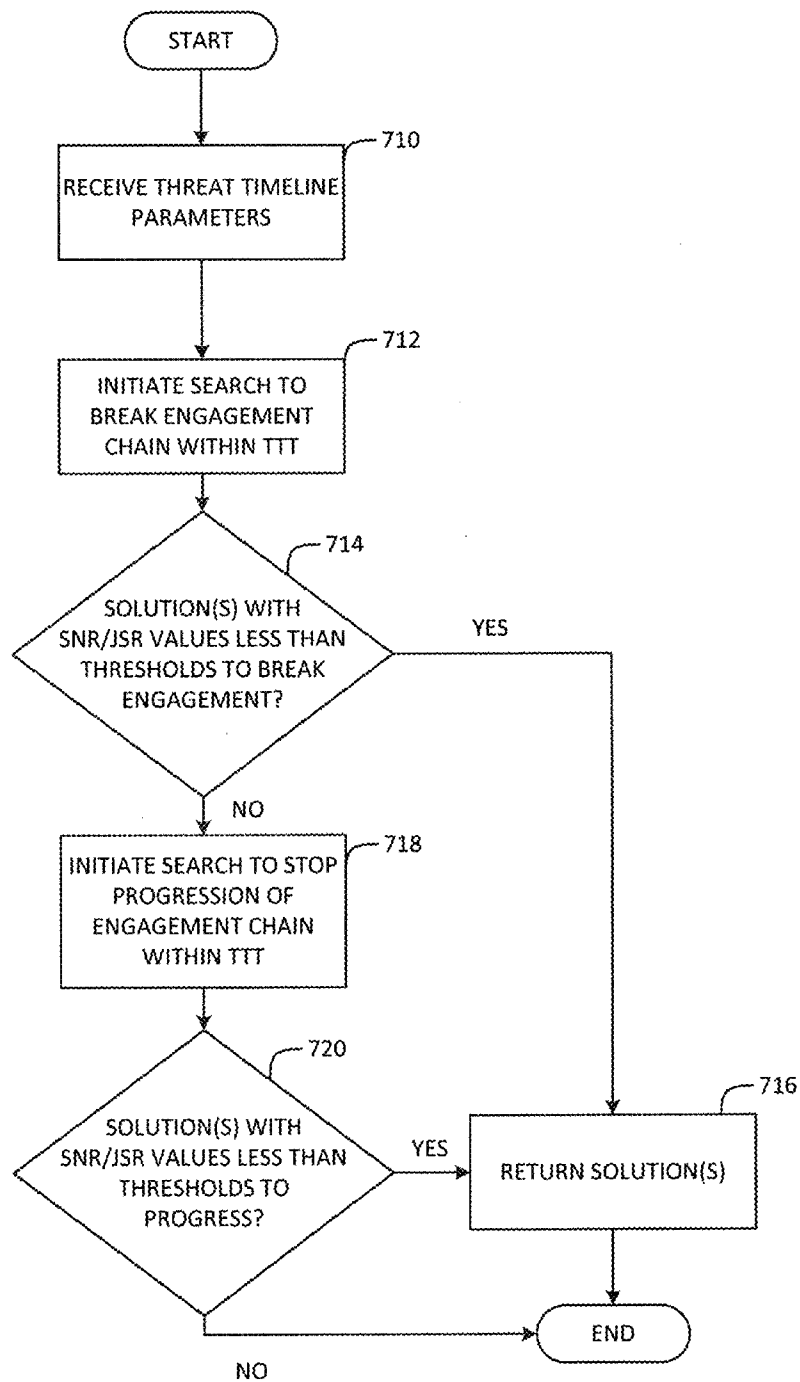 START
710
RECEIVE THREAT TIMELINE
PARAMETERS
712
INITIATE SEARCH TO
BREAK ENGAGEMENT
CHAIN WITHIN TTT
714
SOLUTION(S) WITH
SNR/JSR VALUES LESS THAN
THRESHOLDS TO BREAK
ENGAGEMENT?
YES
NO
718
INITIATE SEARCH TO STOP
PROGRESSION OF
ENGAGEMENT CHAIN
WITHIN TTT
720
SOLUTION(S) WITH
SNR/JSR VALUES LESS THAN
THRESHOLDS TO
PROGRESS?
YES
716
RETURN SOLUTION(S)
END
NO